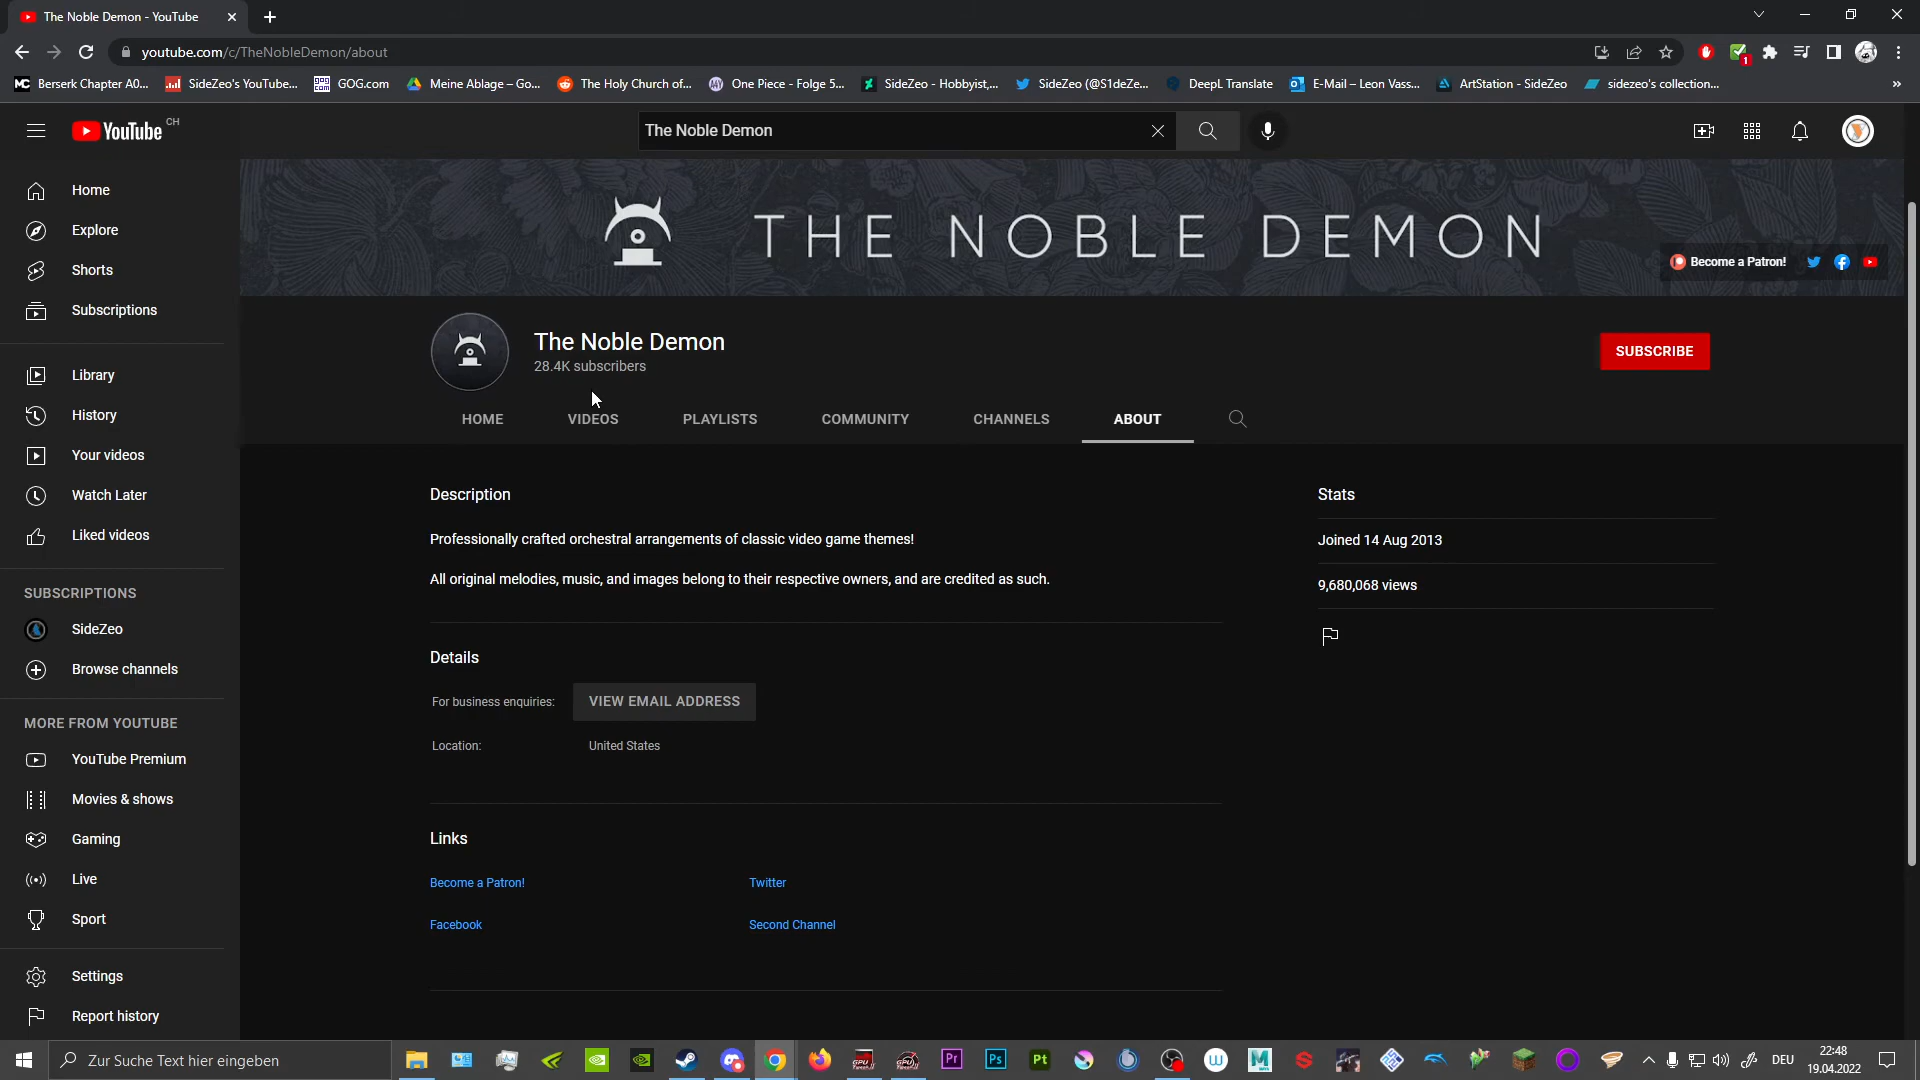 The Noble Demon - YouTube
youtube.com/c/TheNobleDemon/about
1
Berserk Chapter A0...
SideZeo's YouTube...
GOG.com
Meine Ablage – Go...
The Holy Church of...
One Piece - Folge 5...
SideZeo - Hobbyist,...
SideZeo (@S1deZe...
DeepL Translate
E-Mail – Leon Vass...
ArtStation - SideZeo
sidezeo's collection...
YouTube CH
The Noble Demon
THE NOBLE DEMON
Become a Patron!
Home
Explore
Shorts
Subscriptions
Library
History
Your videos
Watch Later
Liked videos
SUBSCRIPTIONS
SideZeo
Browse channels
MORE FROM YOUTUBE
YouTube Premium
Movies & shows
Gaming
Live
Sport
Settings
Report history
The Noble Demon
28.4K subscribers
SUBSCRIBE
HOME
VIDEOS
PLAYLISTS
COMMUNITY
CHANNELS
ABOUT
Description
Professionally crafted orchestral arrangements of classic video game themes!
All original melodies, music, and images belong to their respective owners, and are credited as such.
Details
For business enquiries:
VIEW EMAIL ADDRESS
Location:
United States
Links
Become a Patron!
Twitter
Facebook
Second Channel
Stats
Joined 14 Aug 2013
9,680,068 views
Zur Suche Text hier eingeben
Pr
Ps
Pt
DEU
22:48
19.04.2022